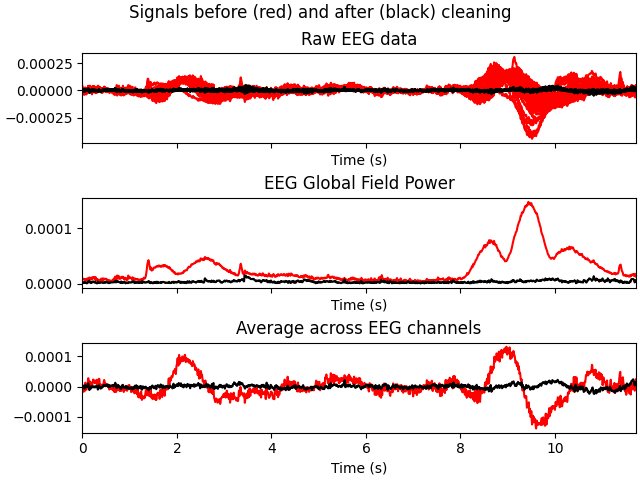 Signals before (red) and after (black) cleaning
Raw EEG data
0.00025
0.00000
−0.00025
Time (s)
EEG Global Field Power
0.0001
0.0000
Time (s)
Average across EEG channels
0.0001
0.0000
−0.0001
0 2 4 6 8 10
Time (s)